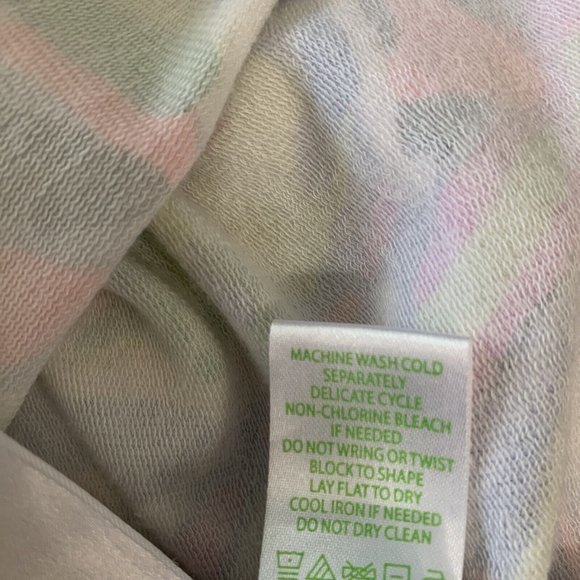 MACHINE WASH COLD
SEPARATELY
DELICATE CYCLE
NON-CHLORINE BLEACH
IF NEEDED
DO NOT WRING OR TWIST
BLOCK TO SHAPE
LAY FLAT TO DRY
COOL IRON IF NEEDED
DO NOT DRY CLEAN